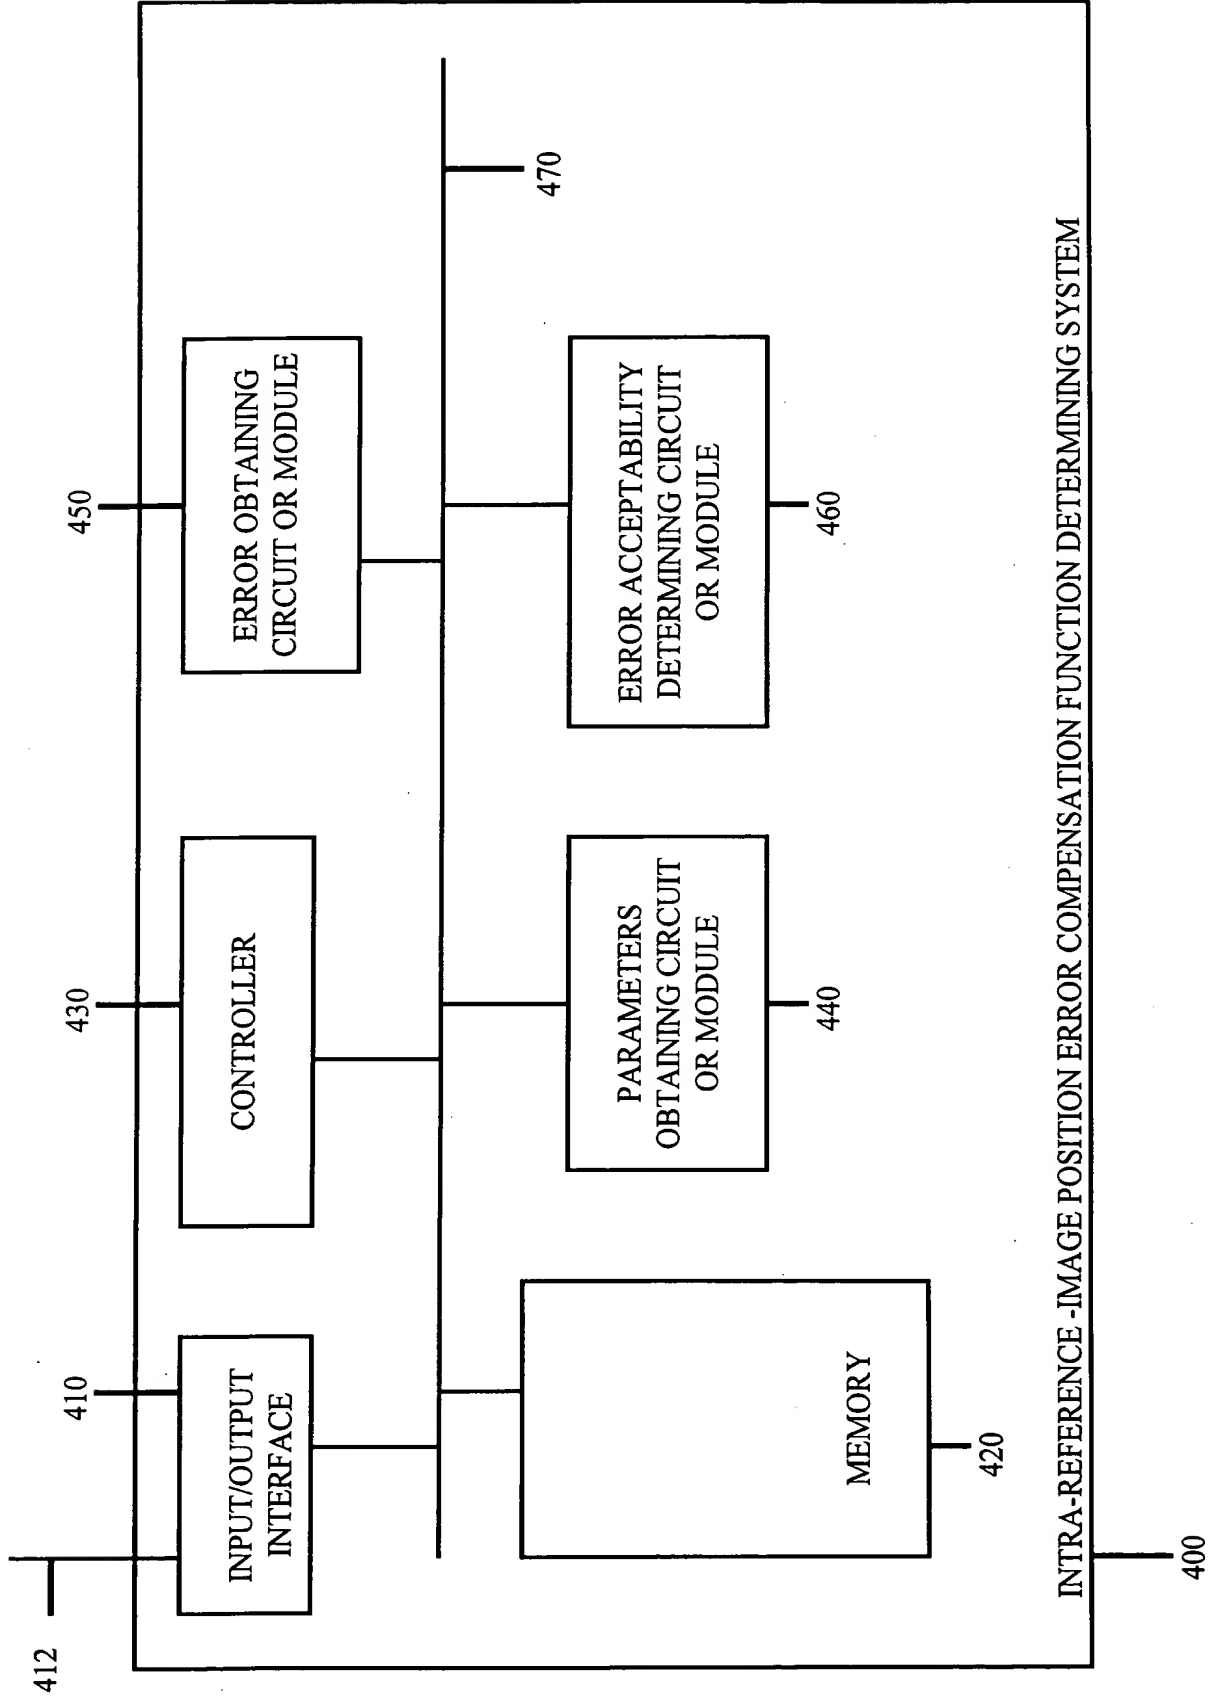 412
410
INPUT/OUTPUT
INTERFACE
430
CONTROLLER
450
ERROR OBTAINING
CIRCUIT OR MODULE
470
MEMORY
420
PARAMETERS
OBTAINING CIRCUIT
OR MODULE
440
ERROR ACCEPTABILITY
DETERMINING CIRCUIT
OR MODULE
460
INTRA-REFERENCE -IMAGE POSITION ERROR COMPENSATION FUNCTION DETERMINING SYSTEM
400